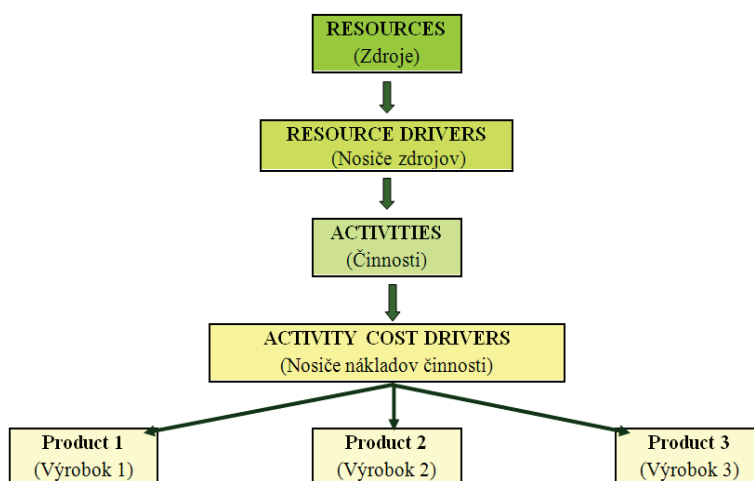 RESOURCES
(Zdroje)
RESOURCE DRIVERS
(Nosiče zdrojov)
ACTIVITIES
(Činnosti)
ACTIVITY COST DRIVERS
(Nosiče nákladov činnosti)
Product 1
(Výrobok 1)
Product 2
(Výrobok 2)
Product 3
(Výrobok 3)